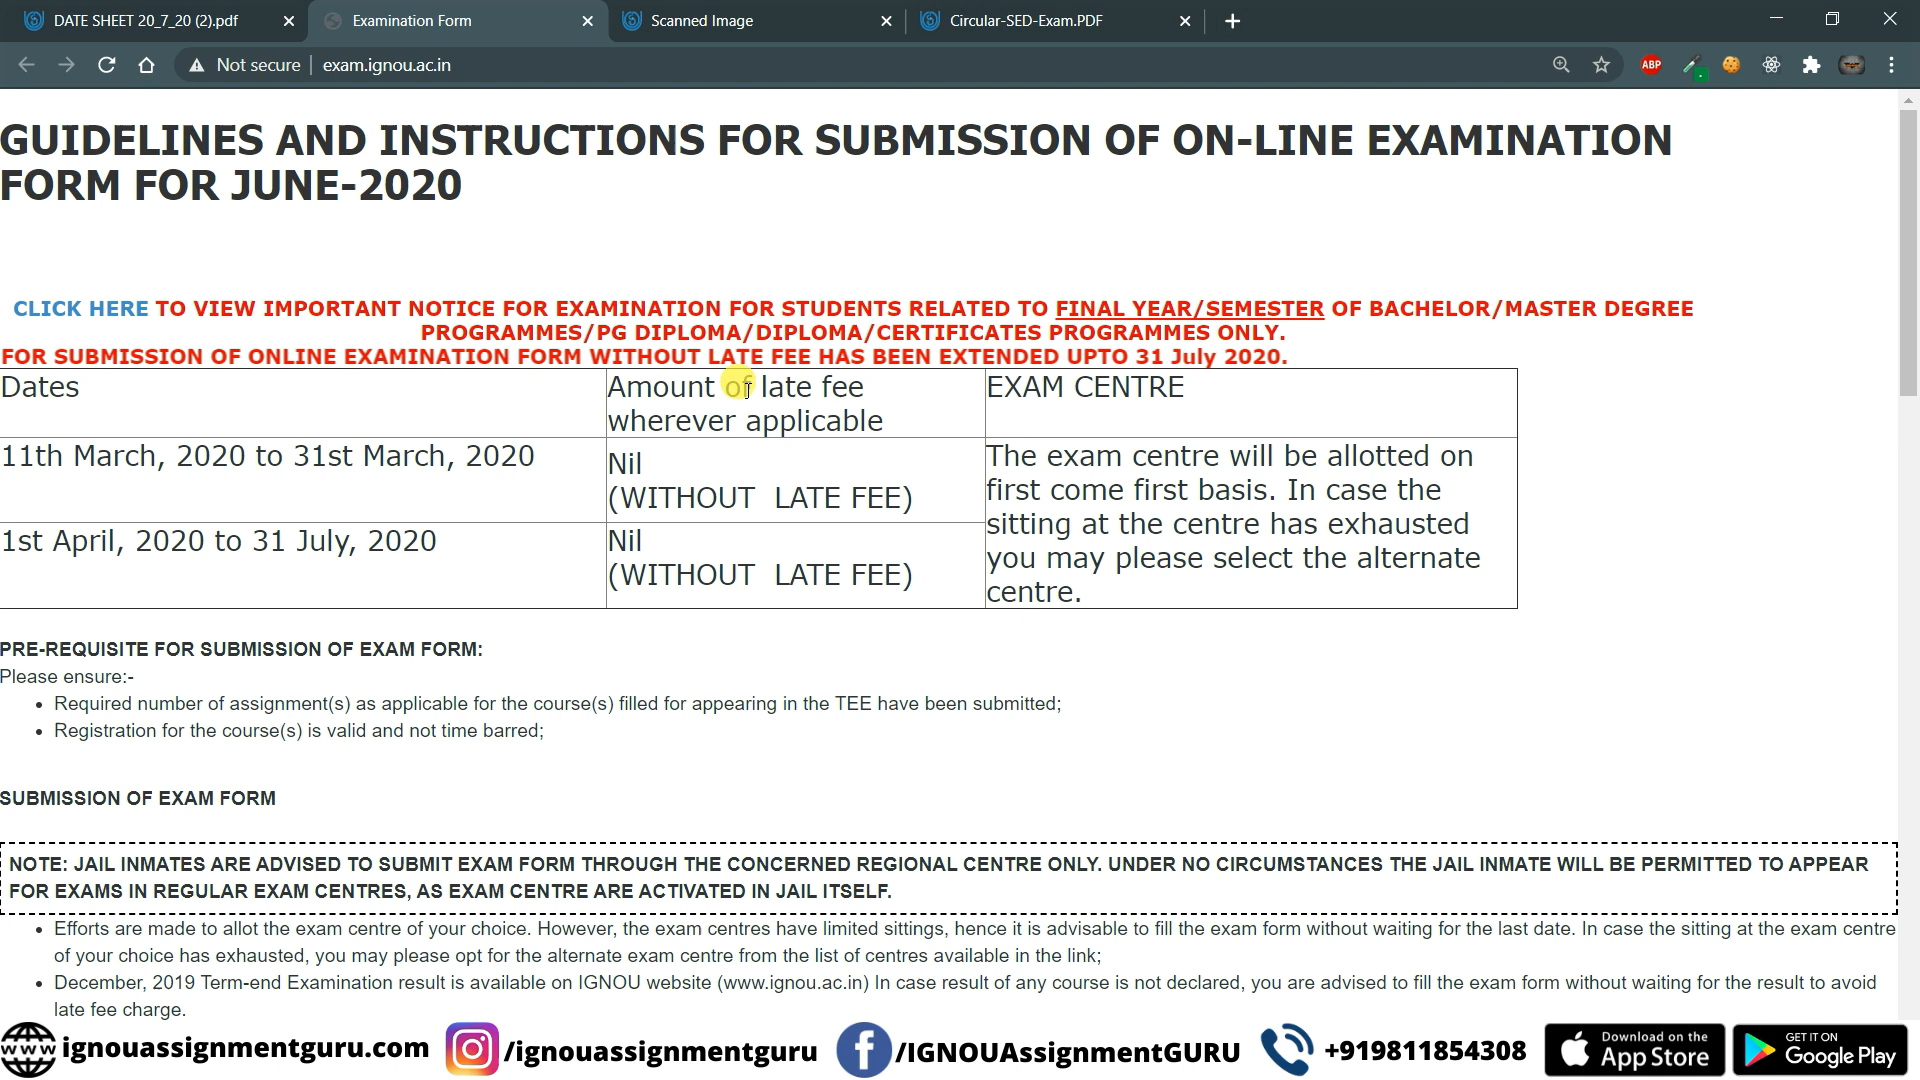 DATE SHEET 20_7_20 (2).pdf
Examination Form
Scanned Image
Circular-SED-Exam.PDF
Not secure
exam.ignou.ac.in
ABP
GUIDELINES AND INSTRUCTIONS FOR SUBMISSION OF ON-LINE EXAMINATION
FORM FOR JUNE-2020
CLICK HERE TO VIEW IMPORTANT NOTICE FOR EXAMINATION FOR STUDENTS RELATED TO FINAL YEAR/SEMESTER OF BACHELOR/MASTER DEGREE
PROGRAMMES/PG DIPLOMA/DIPLOMA/CERTIFICATES PROGRAMMES ONLY.
FOR SUBMISSION OF ONLINE EXAMINATION FORM WITHOUT LATE FEE HAS BEEN EXTENDED UPTO 31 July 2020.
Dates
Amount of late fee
wherever applicable
EXAM CENTRE
11th March, 2020 to 31st March, 2020
Nil
(WITHOUT LATE FEE)
The exam centre will be allotted on
first come first basis. In case the
sitting at the centre has exhausted
you may please select the alternate
centre.
1st April, 2020 to 31 July, 2020
Nil
(WITHOUT LATE FEE)
PRE-REQUISITE FOR SUBMISSION OF EXAM FORM:
Please ensure:-
• Required number of assignment(s) as applicable for the course(s) filled for appearing in the TEE have been submitted;
• Registration for the course(s) is valid and not time barred;
SUBMISSION OF EXAM FORM
NOTE: JAIL INMATES ARE ADVISED TO SUBMIT EXAM FORM THROUGH THE CONCERNED REGIONAL CENTRE ONLY. UNDER NO CIRCUMSTANCES THE JAIL INMATE WILL BE PERMITTED TO APPEAR
FOR EXAMS IN REGULAR EXAM CENTRES, AS EXAM CENTRE ARE ACTIVATED IN JAIL ITSELF.
• Efforts are made to allot the exam centre of your choice. However, the exam centres have limited sittings, hence it is advisable to fill the exam form without waiting for the last date. In case the sitting at the exam centre
of your choice has exhausted, you may please opt for the alternate exam centre from the list of centres available in the link;
• December, 2019 Term-end Examination result is available on IGNOU website (www.ignou.ac.in) In case result of any course is not declared, you are advised to fill the exam form without waiting for the result to avoid
late fee charge.
www ignouassignmentguru.com
/ignouassignmentguru
/IGNOUAssignmentGURU
+919811854308
Download on the
App Store
GET IT ON
Google Play